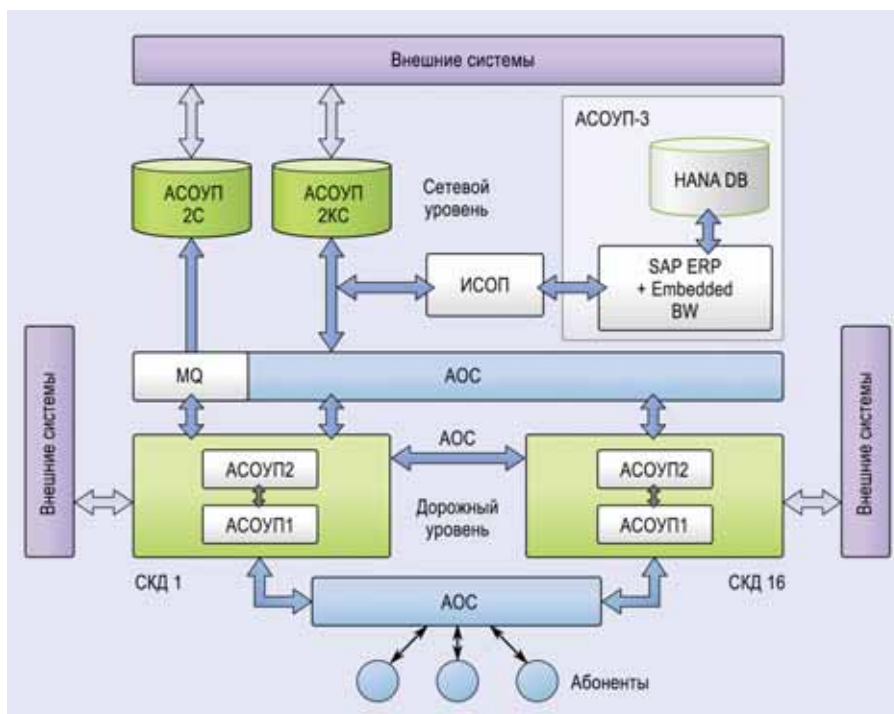 Внешние системы
АСОУП-3
АСОУП
2С
АСОУП
2КС
Сетевой
уровень
HANA DB
ИСОП
SAP ERP
+ Embedded
BW
Внешние системы
MQ
АОС
Внешние системы
АОС
АСОУП2
АСОУП1
Дорожный
уровень
АСОУП2
АСОУП1
СКД 1
АОС
СКД 16
Абоненты